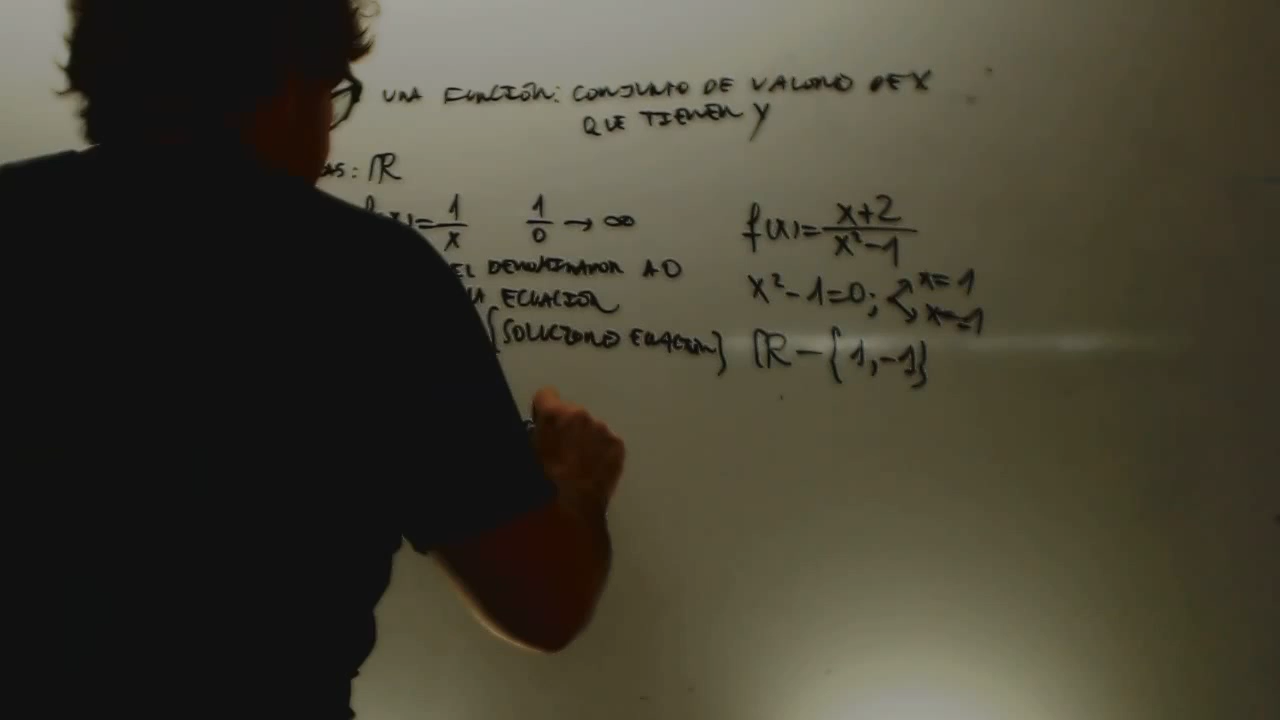 UNA FUNCIÓN: CONJUNTO DE VALORES DE X
QUE TIENEN Y
AS: ℝ
f(x)=1/x 1/0 → ∞
EL DENOMINADOR A 0
A ECUACIÓN
{SOLUCIONES ECUACIÓN}
f(x)=x+2/x²-1
x²-1=0; x=1
x=-1
ℝ-{1,-1}